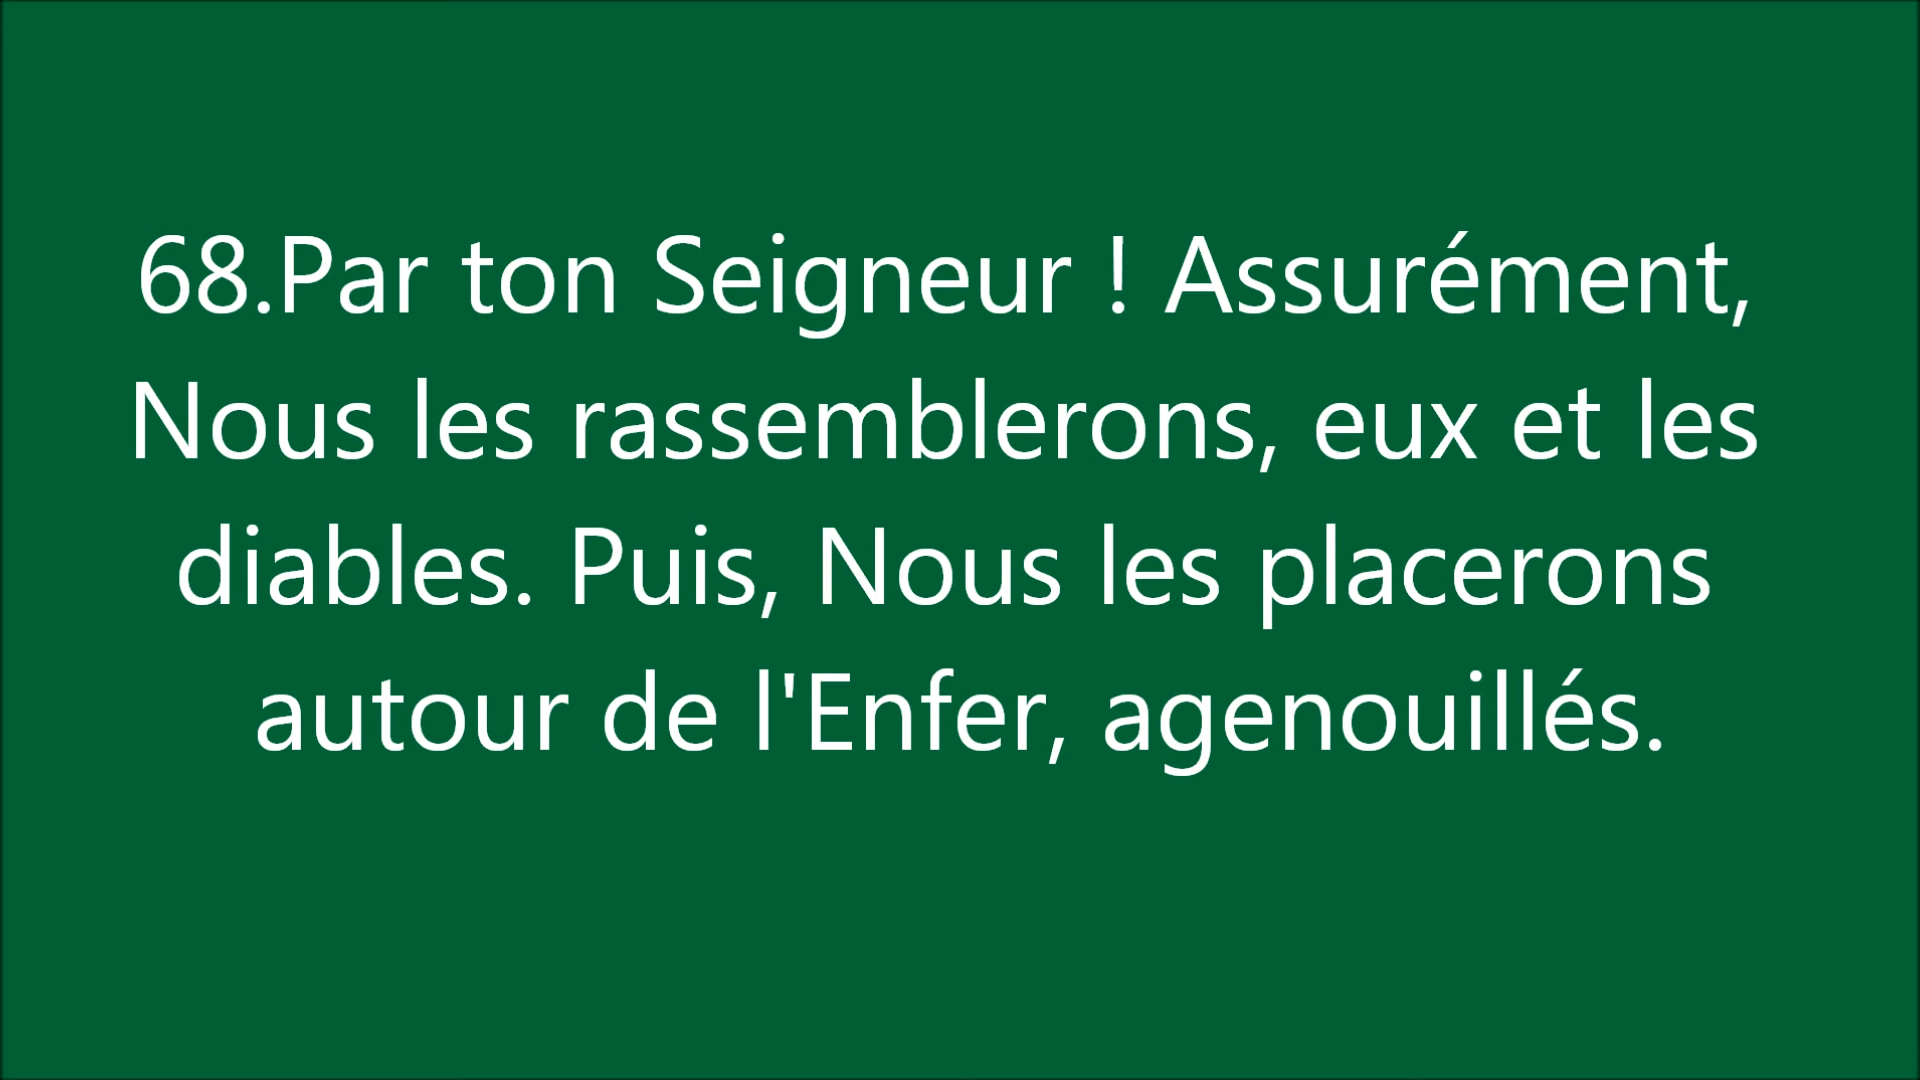 68.Par ton Seigneur ! Assurément,
Nous les rassemblerons, eux et les
diables. Puis, Nous les placerons
autour de l'Enfer, agenouillés.